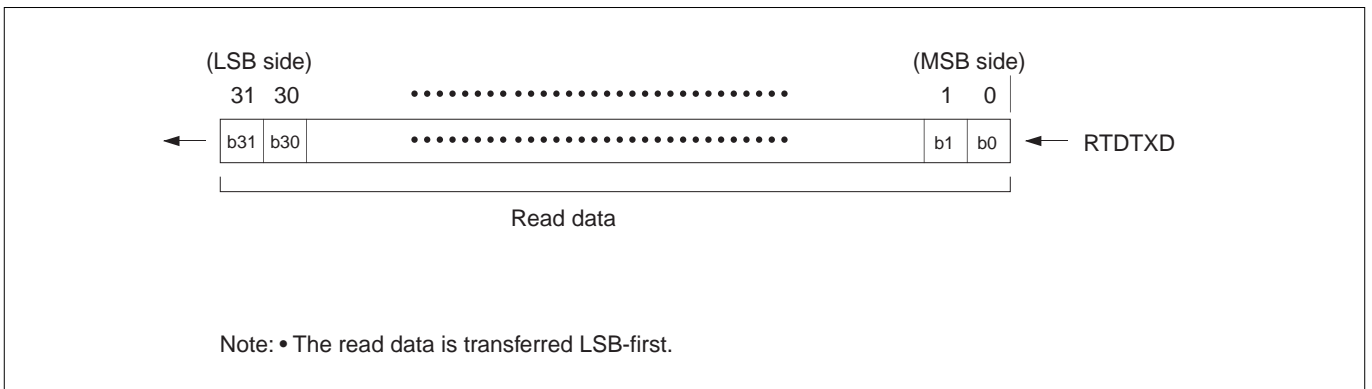 (LSB side) (MSB side)
31 30 •••••••••••••••••••••••••••••• 1 0
b31 b30 •••••••••••••••••••••••••••••• b1 b0 RTDTXD
Read data
Note: • The read data is transferred LSB-first.